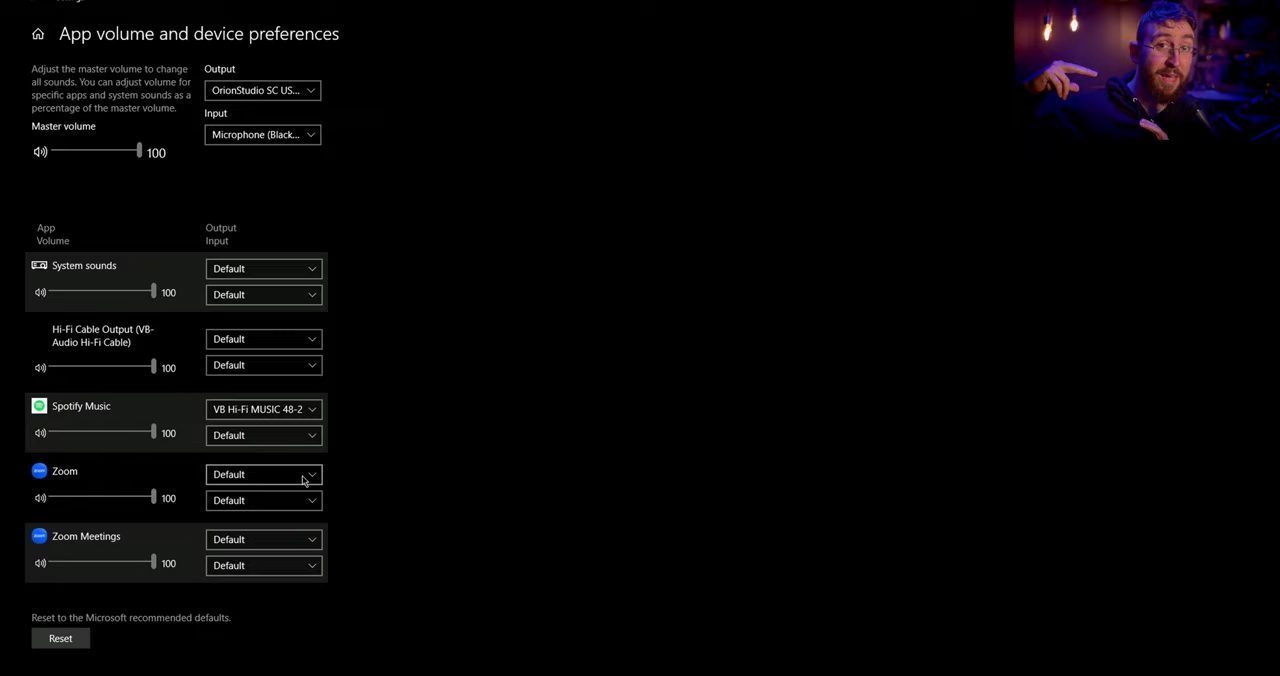 App volume and device preferences
Adjust the master volume to change
all sounds. You can adjust volume for
specific apps and system sounds as a
percentage of the master volume.
Master volume
100
Output
OrionStudio SC US...
Input
Microphone (Black...
App
Volume
Output
Input
System sounds
100
Default
Default
Hi-Fi Cable Output (VB-
Audio Hi-Fi Cable)
100
Default
Default
Spotify Music
100
VB Hi-Fi MUSIC 48-2
Default
zoom
Zoom
100
Default
Default
zoom
Zoom Meetings
100
Default
Default
Reset to the Microsoft recommended defaults.
Reset